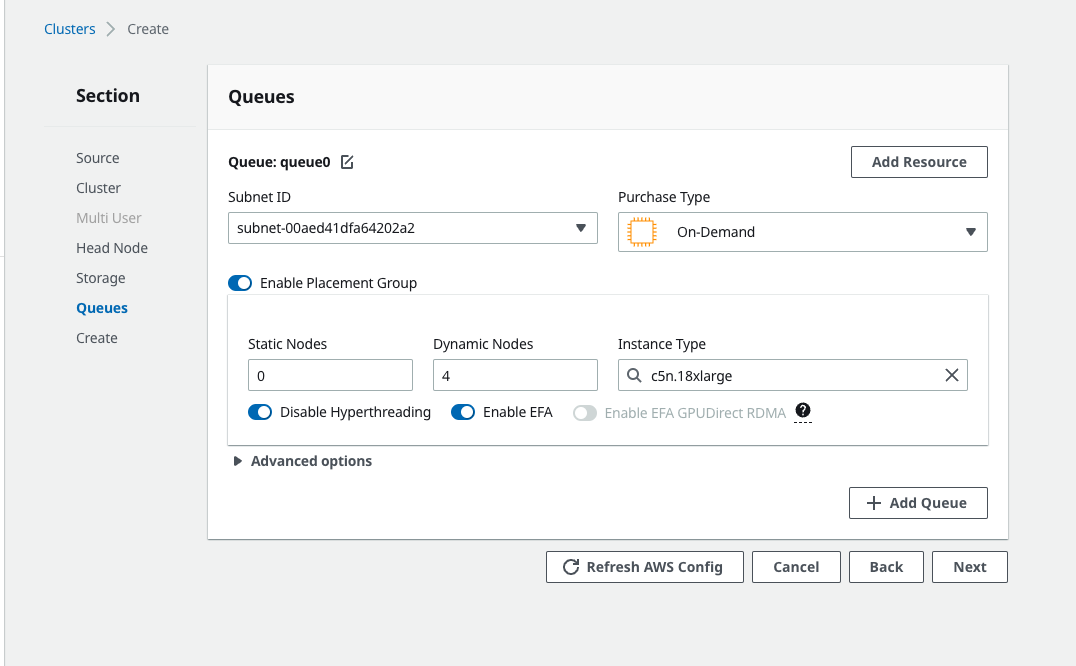 Clusters > Create
Section
Source
Cluster
Multi User
Head Node
Storage
Queues
Create
Queues
Queue: queue0
Add Resource
Subnet ID
subnet-00aed41dfa64202a2
Purchase Type
On-Demand
Enable Placement Group
Static Nodes
0
Dynamic Nodes
4
Instance Type
c5n.18xlarge
Disable Hyperthreading
Enable EFA
Enable EFA GPUDirect RDMA ?
Advanced options
+ Add Queue
Refresh AWS Config
Cancel
Back
Next